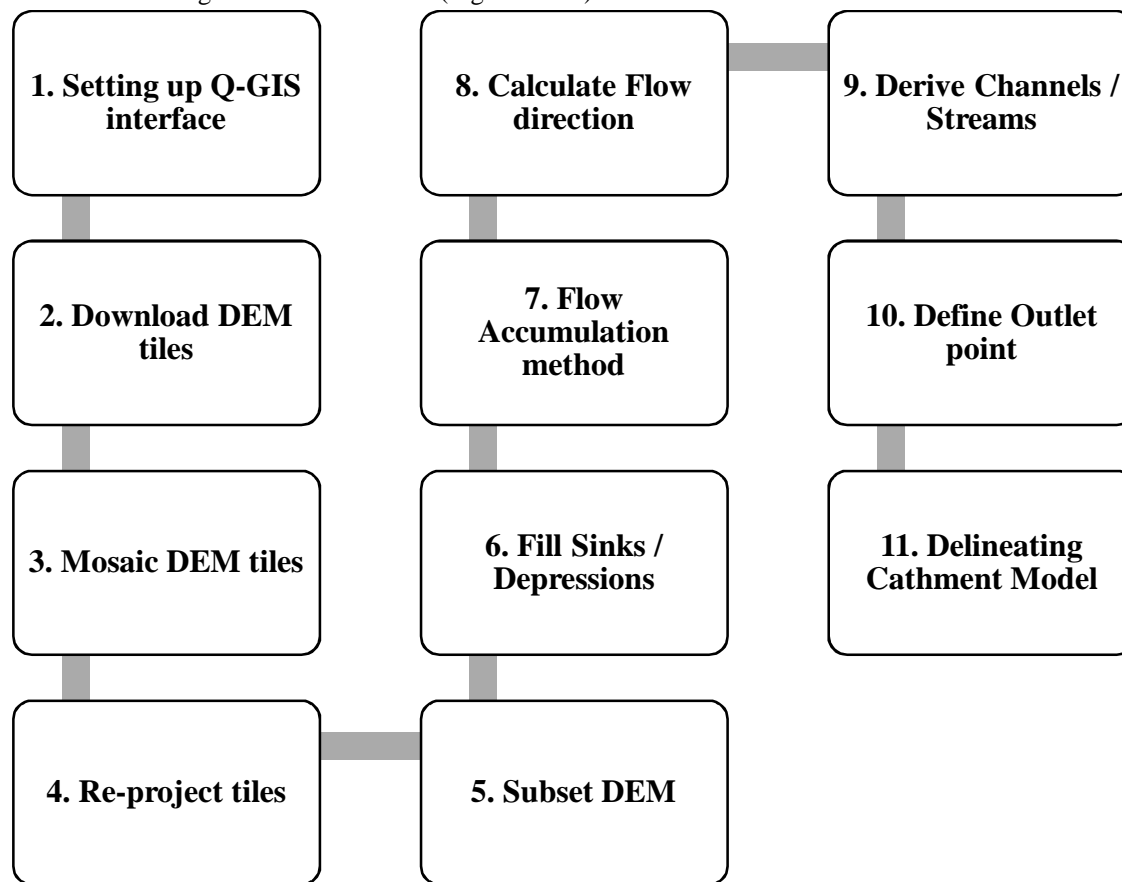 1. Setting up Q-GIS
interface
2. Download DEM
tiles
3. Mosaic DEM tiles
4. Re-project tiles
5. Subset DEM
6. Fill Sinks /
Depressions
7. Flow
Accumulation
method
8. Calculate Flow
direction
9. Derive Channels /
Streams
10. Define Outlet
point
11. Delineating
Cathment Model